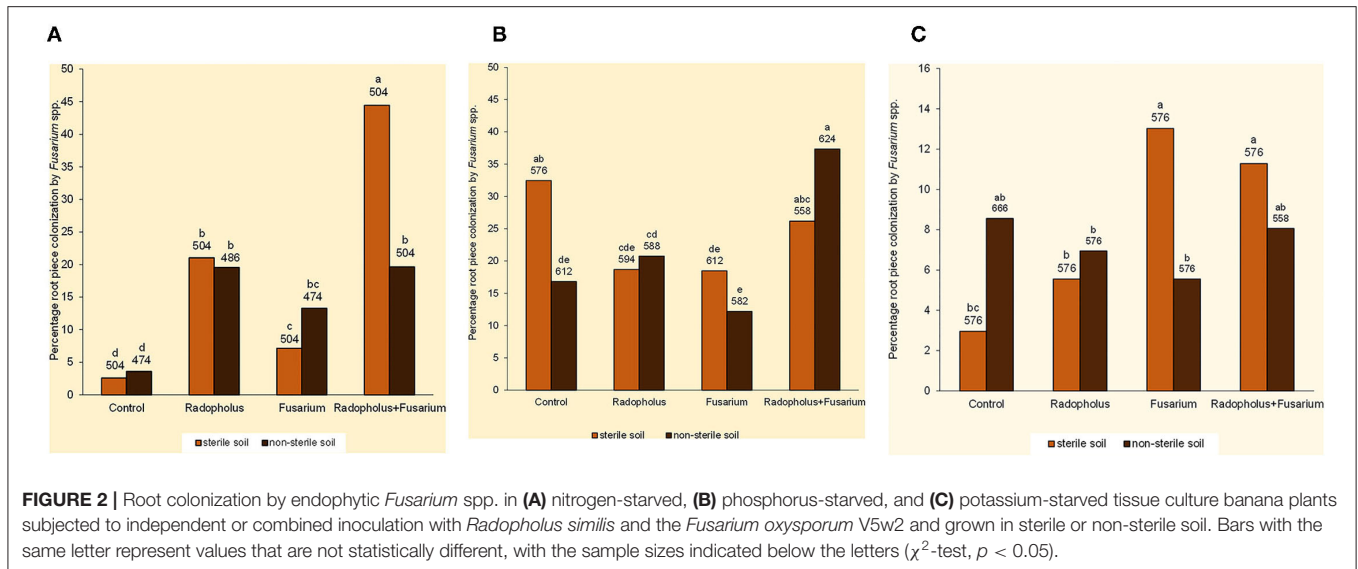 A
B
C
Percentage root piece colonization by Fusarium spp.
50
45
40
35
30
25
20
15
10
5
0
d
504
d
474
b
504
b
486
c
504
bc
474
a
504
b
504
Control
Radopholus
Fusarium
Radopholus+Fusarium
sterile soil
non-sterile soil
Percentage root piece colonization by Fusarium spp.
50
45
40
35
30
25
20
15
10
5
0
ab
576
de
612
cde
594
cd
588
de
612
e
582
abc
558
a
624
Control
Radopholus
Fusarium
Radopholus+Fusarium
sterile soil
non-sterile soil
Percentage root piece colonization by Fusarium spp.
16
14
12
10
8
6
4
2
0
bc
576
ab
666
b
576
b
576
a
576
b
576
a
576
ab
558
Control
Radopholus
Fusarium
Radopholus+Fusarium
sterile soil
non-sterile soil
FIGURE 2 | Root colonization by endophytic Fusarium spp. in (A) nitrogen-starved, (B) phosphorus-starved, and (C) potassium-starved tissue culture banana plants
subjected to independent or combined inoculation with Radopholus similis and the Fusarium oxysporum V5w2 and grown in sterile or non-sterile soil. Bars with the
same letter represent values that are not statistically different, with the sample sizes indicated below the letters (χ²-test, p < 0.05).